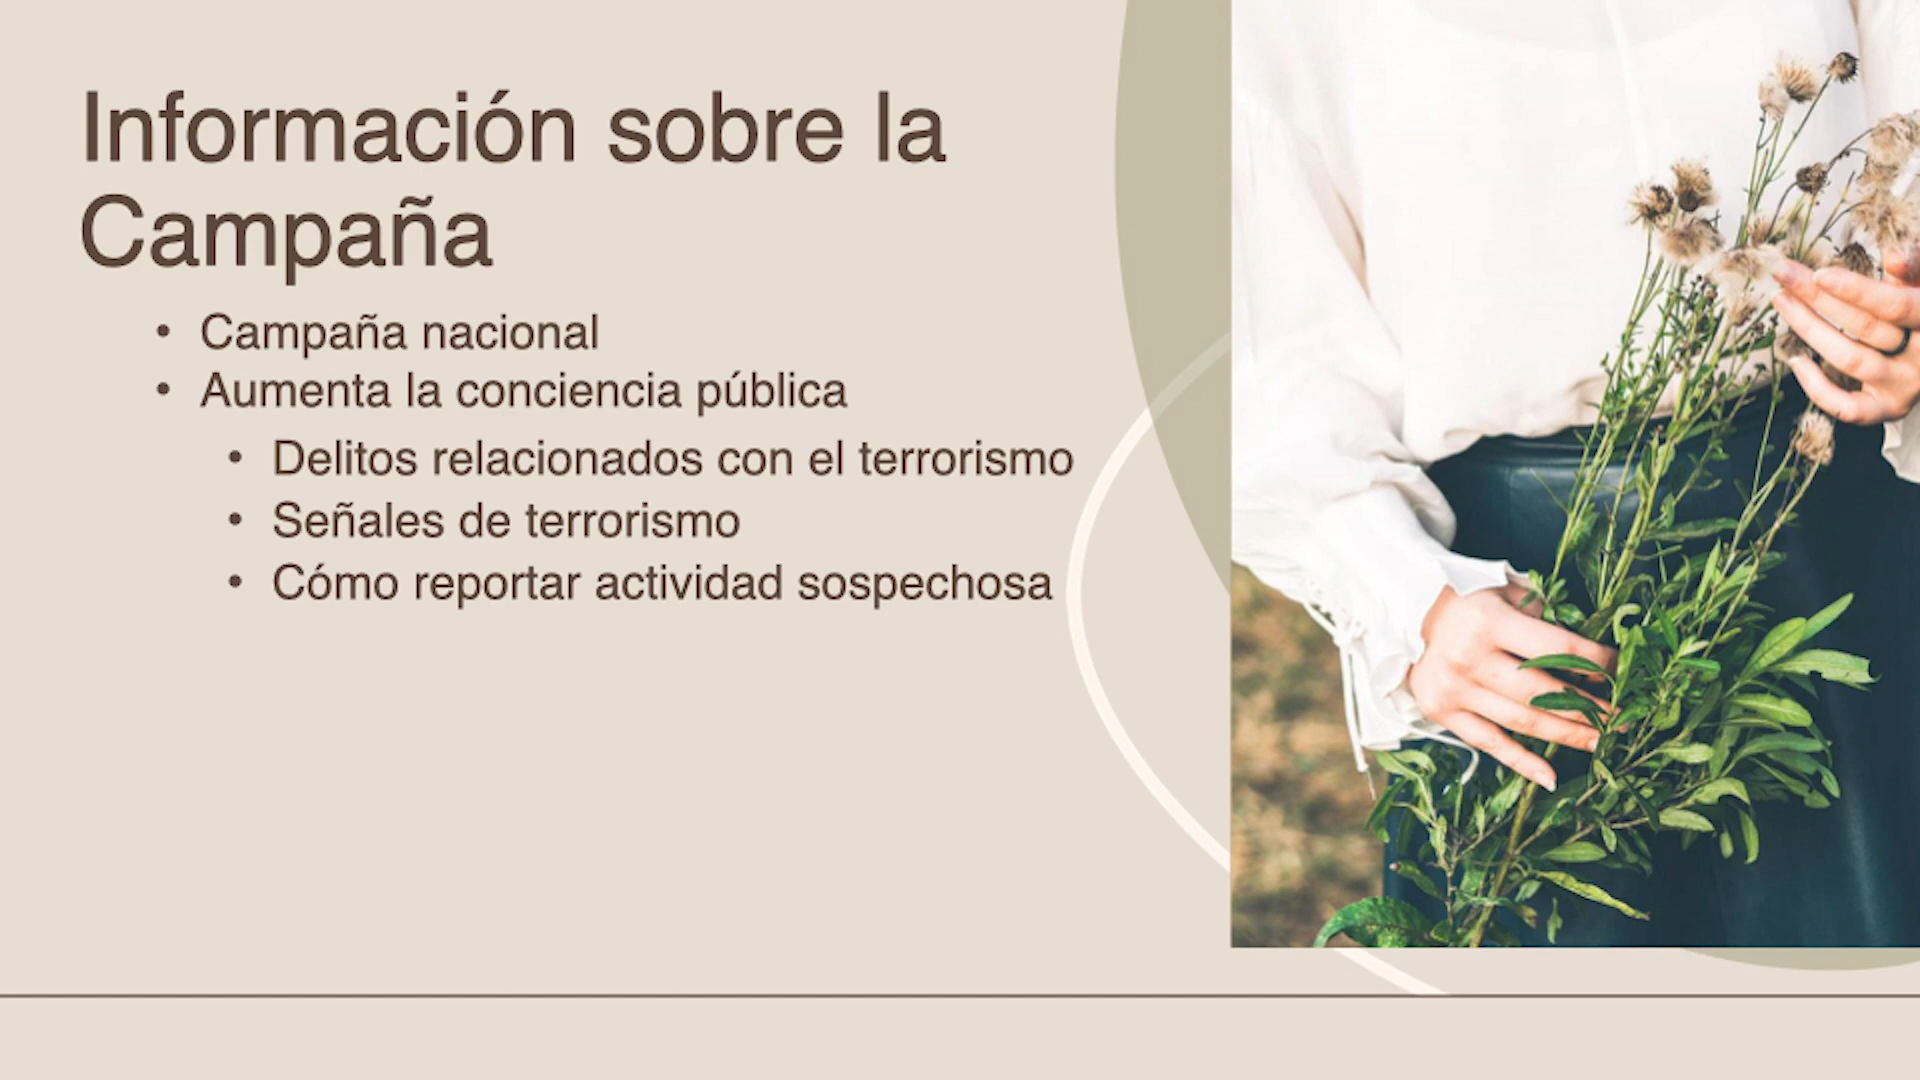 Información sobre la
Campaña
• Campaña nacional
• Aumenta la conciencia pública
• Delitos relacionados con el terrorismo
• Señales de terrorismo
• Cómo reportar actividad sospechosa